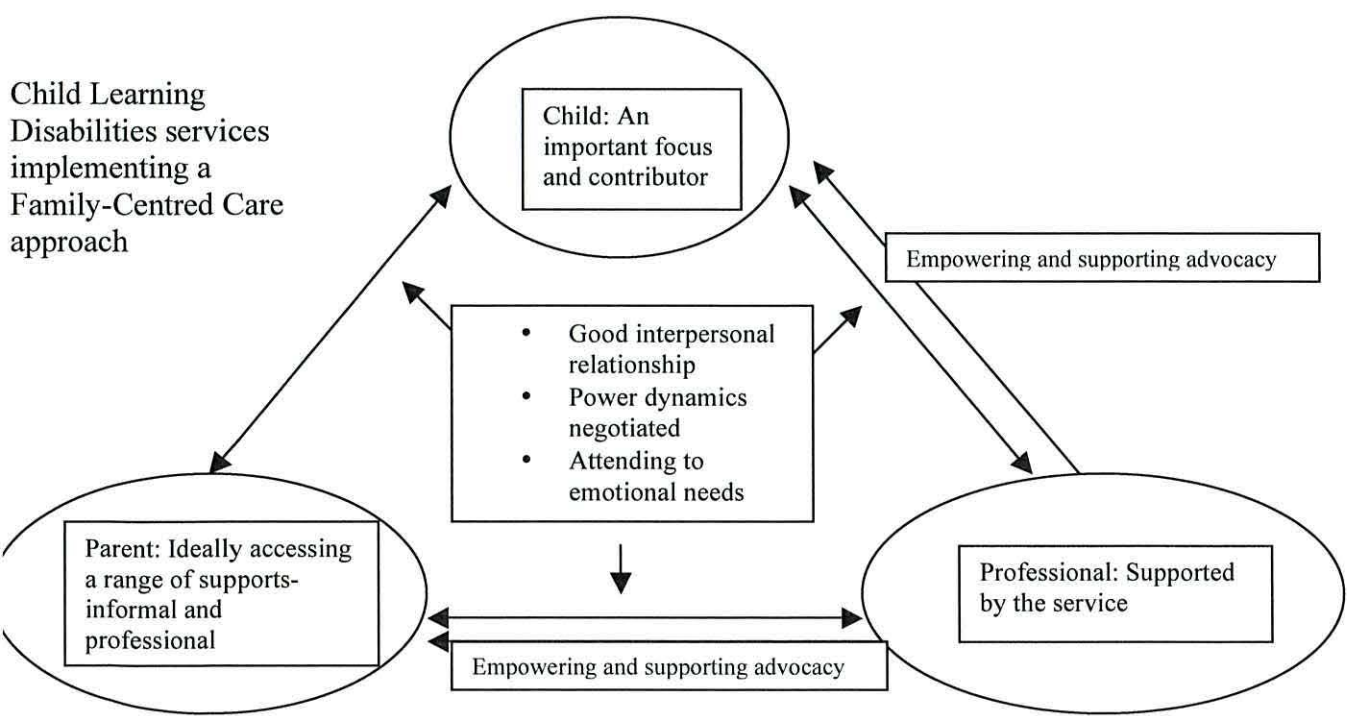 Child Learning
Disabilities services
implementing a
Family-Centred Care
approach
Child: An
important focus
and contributor
Empowering and supporting advocacy
• Good interpersonal
relationship
• Power dynamics
negotiated
• Attending to
emotional needs
Parent: Ideally accessing
a range of supports-
informal and
professional
Professional: Supported
by the service
Empowering and supporting advocacy